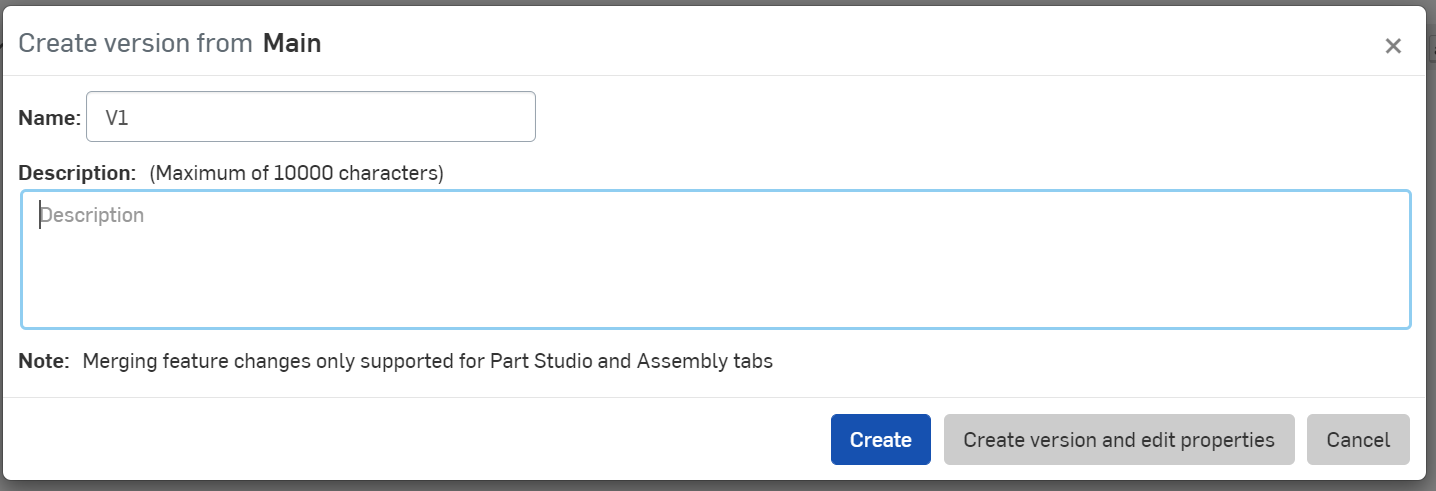 Create version from Main
×
Name: V1
Description: (Maximum of 10000 characters)
Description
Note: Merging feature changes only supported for Part Studio and Assembly tabs
Create Create version and edit properties Cancel